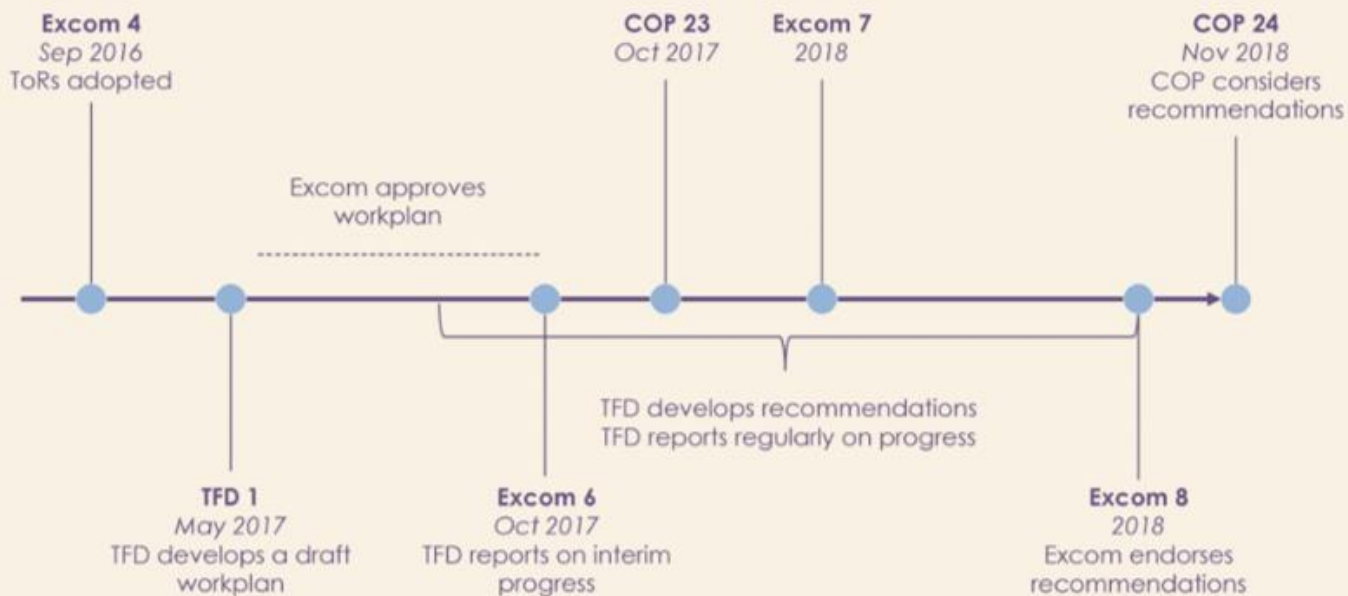 Excom 4
Sep 2016
ToRs adopted
COP 23
Oct 2017
Excom 7
2018
COP 24
Nov 2018
COP considers
recommendations
Excom approves
workplan
TFD develops recommendations
TFD reports regularly on progress
TFD 1
May 2017
TFD develops a draft
workplan
Excom 6
Oct 2017
TFD reports on interim
progress
Excom 8
2018
Excom endorses
recommendations